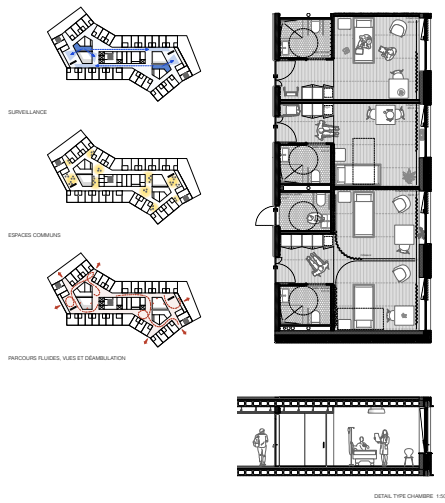 SURVEILLANCE
ESPACES COMMUNS
PARCOURS FLUIDES, VUES ET DÉAMBULATION
DETAIL TYPE CHAMBRE 1:50